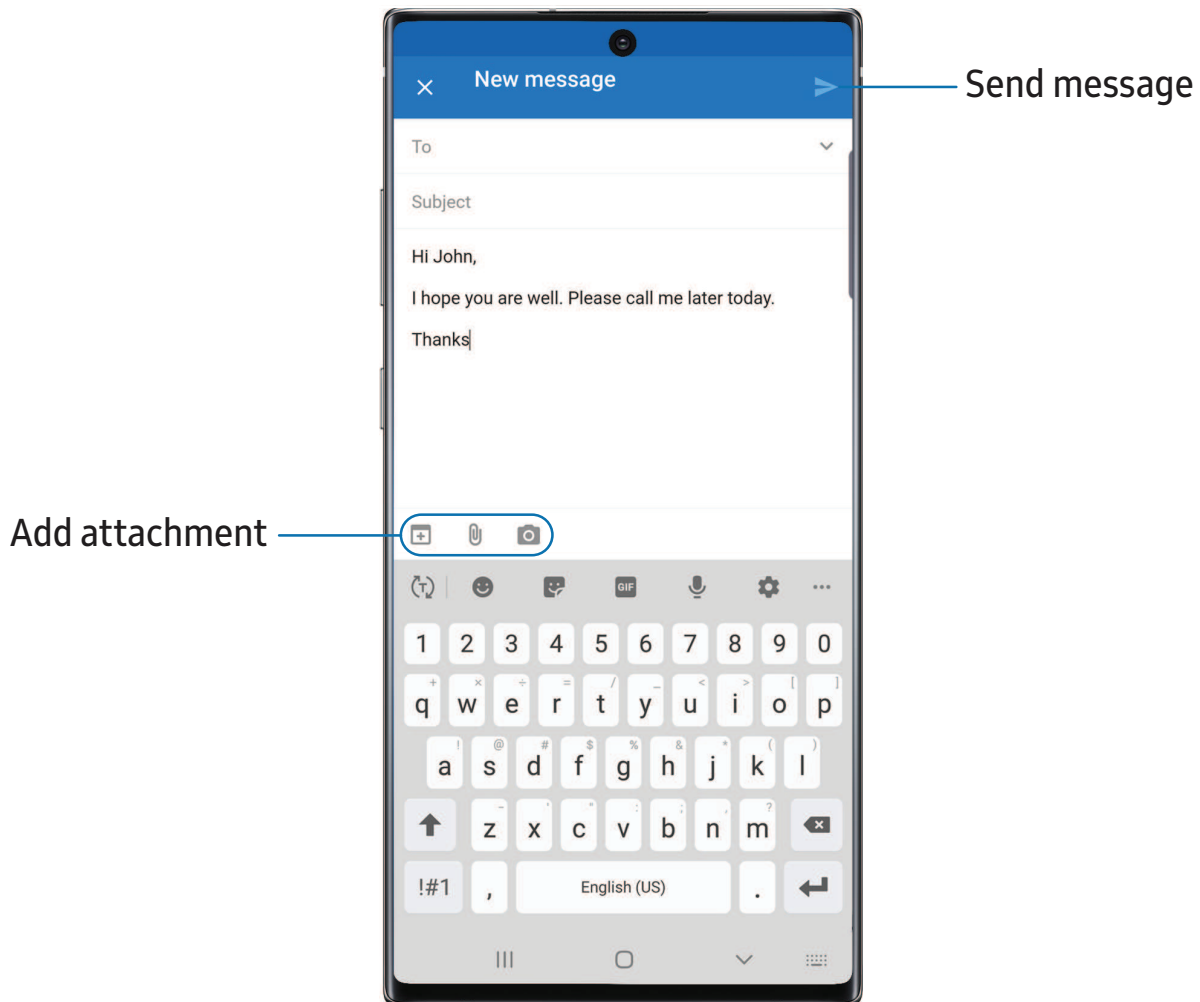 New message
Send message
To
Subject
Hi John,
I hope you are well. Please call me later today.
Thanks
Add attachment
T GIF
1 2 3 4 5 6 7 8 9 0
+ × ÷ = / _ < > [ ]
q w e r t y u i o p
! @ # $ % & * ( )
a s d f g h j k l
- ' " : ; , ?
z x c v b n m
!#1 , English (US) .